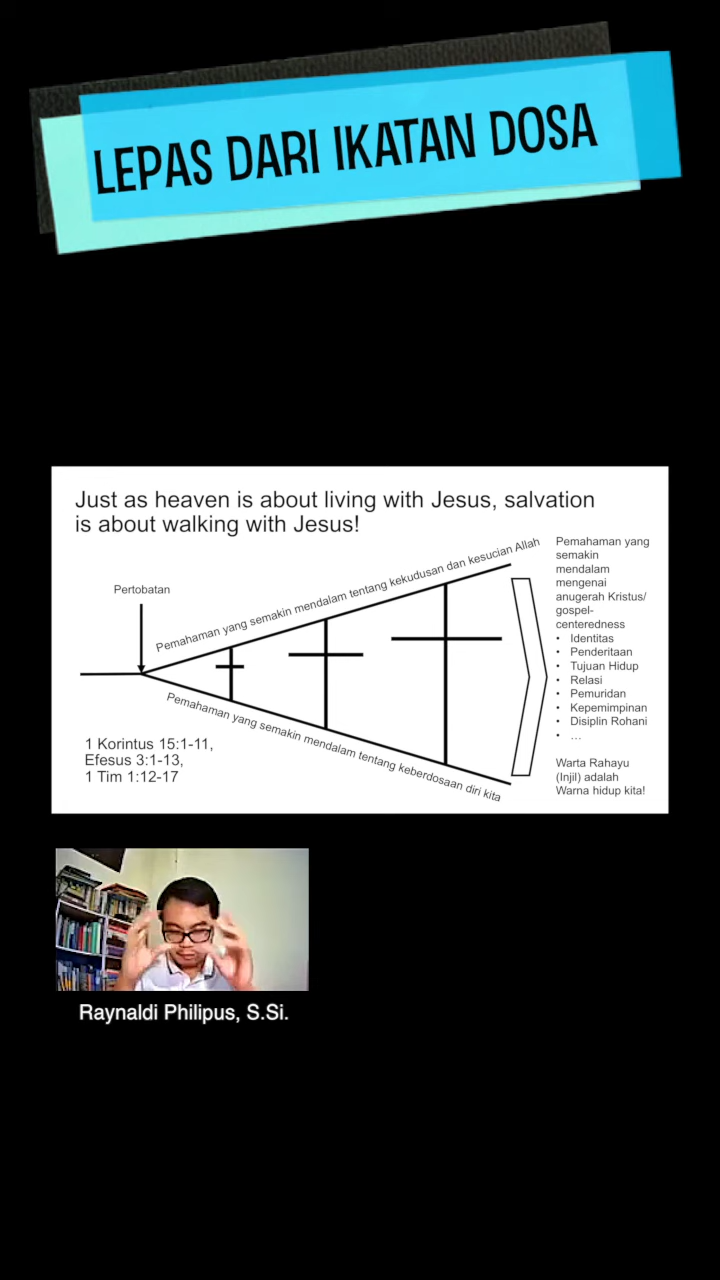 LEPAS DARI IKATAN DOSA
Just as heaven is about living with Jesus, salvation
is about walking with Jesus!
Pertobatan
Pemahaman yang semakin mendalam tentang kekudusan dan kesucian Allah
Pemahaman yang semakin mendalam tentang keberdosaan diri kita
1 Korintus 15:1-11,
Efesus 3:1-13,
1 Tim 1:12-17
Pemahaman yang
semakin
mendalam
mengenai
anugerah Kristus/
gospel-
centeredness
• Identitas
• Penderitaan
• Tujuan Hidup
• Relasi
• Pemuridan
• Kepemimpinan
• Disiplin Rohani
• ...
Warta Rahayu
(Injil) adalah
Warna hidup kita!
Raynaldi Philipus, S.Si.